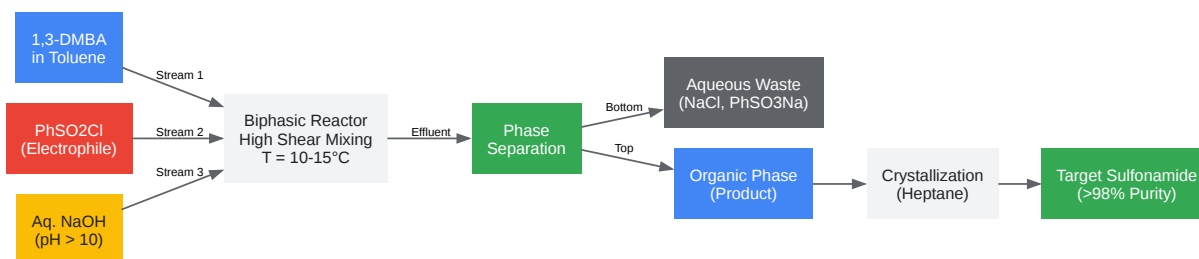 1,3-DMBA
in Toluene
Stream 1
PhSO2Cl
(Electrophile)
Stream 2
Aq. NaOH
(pH > 10)
Stream 3
Biphasic Reactor
High Shear Mixing
T = 10-15°C
Effluent
Phase
Separation
Bottom
Aqueous Waste
(NaCl, PhSO3Na)
Top
Organic Phase
(Product)
Crystallization
(Heptane)
Target Sulfonamide
(>98% Purity)